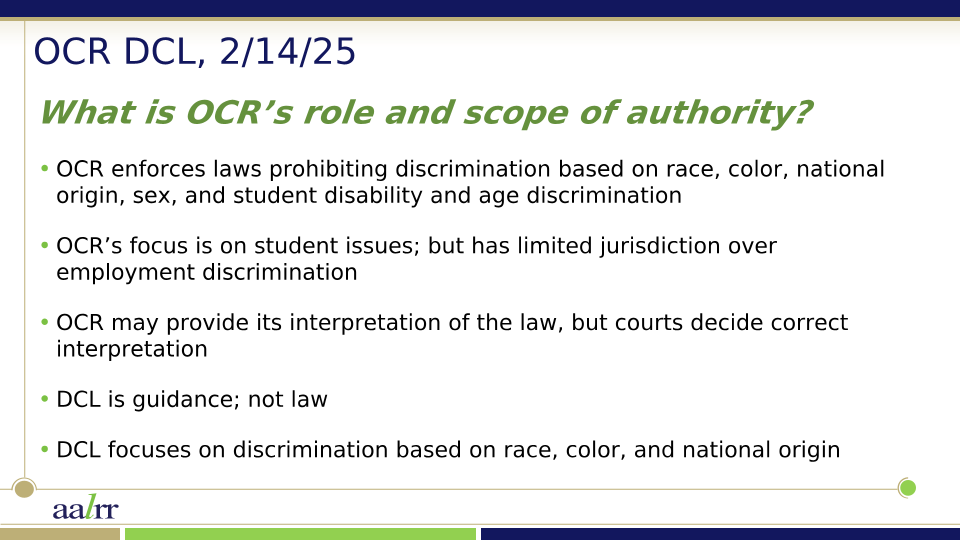 OCR DCL, 2/14/25
What is OCR’s role and scope of authority?
• OCR enforces laws prohibiting discrimination based on race, color, national
origin, sex, and student disability and age discrimination
• OCR’s focus is on student issues; but has limited jurisdiction over
employment discrimination
• OCR may provide its interpretation of the law, but courts decide correct
interpretation
• DCL is guidance; not law
• DCL focuses on discrimination based on race, color, and national origin
aalrr